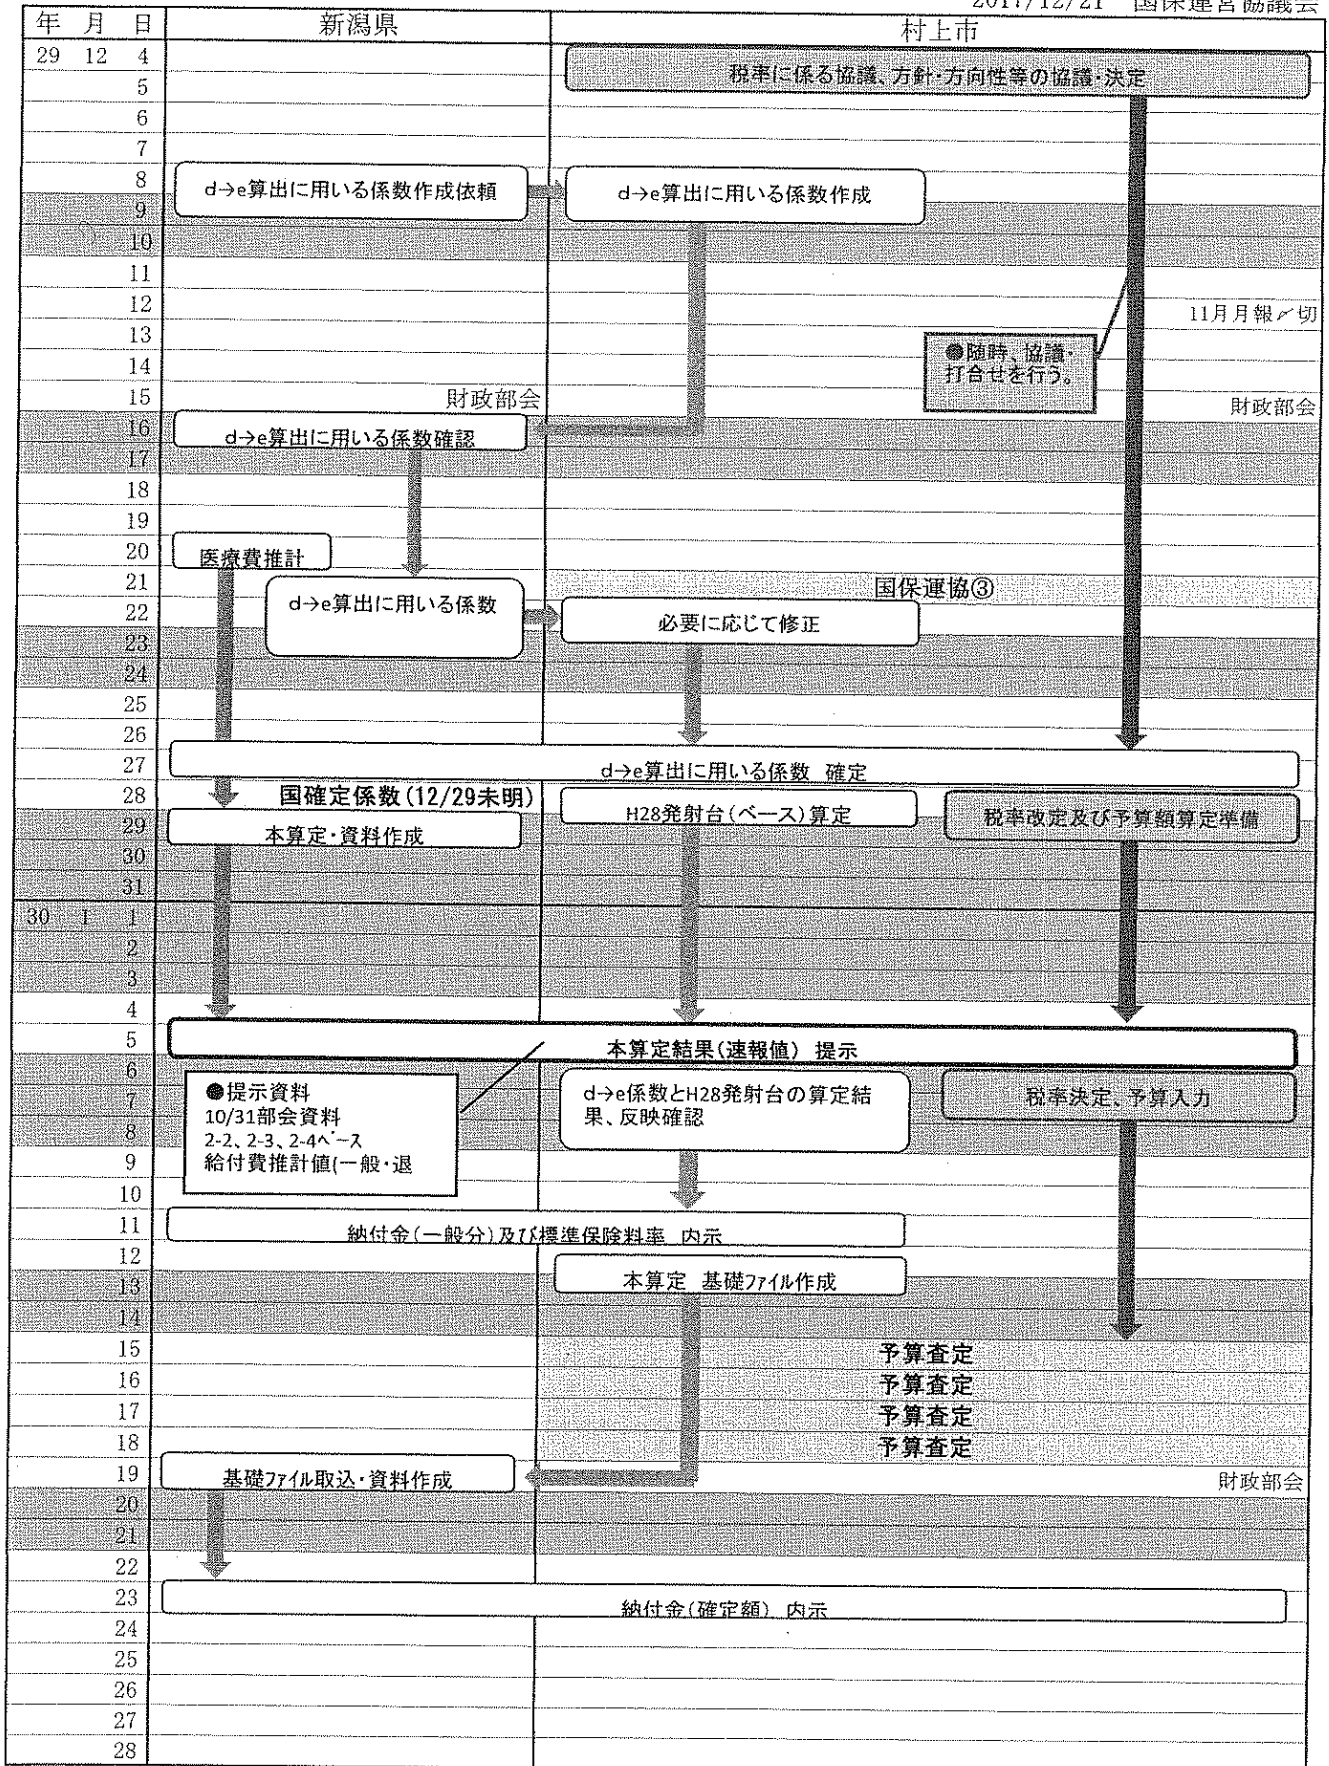 2017/12/21 国保運営協議会
年 月 日 新潟県 村上市
29 12 4
税率に係る協議、方針・方向性等の協議・決定
5
6
7
8
d→e算出に用いる係数作成依頼 d→e算出に用いる係数作成
9
10
11
12 11月月報〆切
13
●随時、協議・
打合せを行う。
14
15 財政部会 財政部会
16 d→e算出に用いる係数確認
17
18
19
20 医療費推計
21 国保運協③
d→e算出に用いる係数
22 必要に応じて修正
23
24
25
26
27 d→e算出に用いる係数 確定
28 国確定係数(12/29未明) H28発射台(ベース)算定 税率改定及び予算額算定準備
29 本算定・資料作成
30
31
30 1 1
2
3
4
5 本算定結果(速報値) 提示
6
●提示資料
10/31部会資料
2-2、2-3、2-4ベース
給付費推計値(一般・退
d→e係数とH28発射台の算定結
果、反映確認
税率決定、予算入力
7
8
9
10
11 納付金(一般分)及び標準保険料率 内示
12
本算定 基礎ファイル作成
13
14
15 予算査定
16 予算査定
17 予算査定
18 予算査定
19 基礎ファイル取込・資料作成 財政部会
20
21
22
23 納付金(確定額) 内示
24
25
26
27
28